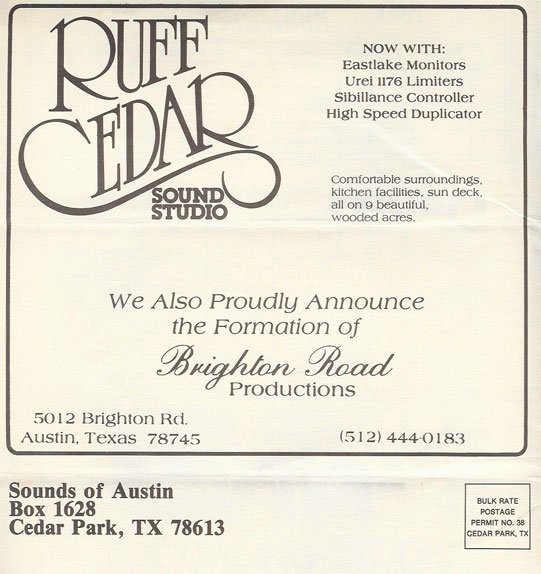 RUFF
CEDAR
SOUND
STUDIO
NOW WITH:
Eastlake Monitors
Urei 1176 Limiters
Sibillance Controller
High Speed Duplicator
Comfortable surroundings,
kitchen facilities, sun deck,
all on 9 beautiful,
wooded acres.
We Also Proudly Announce
the Formation of
Brighton Road
Productions
5012 Brighton Rd.
Austin, Texas 78745
(512) 444-0183
Sounds of Austin
Box 1628
Cedar Park, TX 78613
BULK RATE
POSTAGE
PERMIT NO. 38
CEDAR PARK, TX